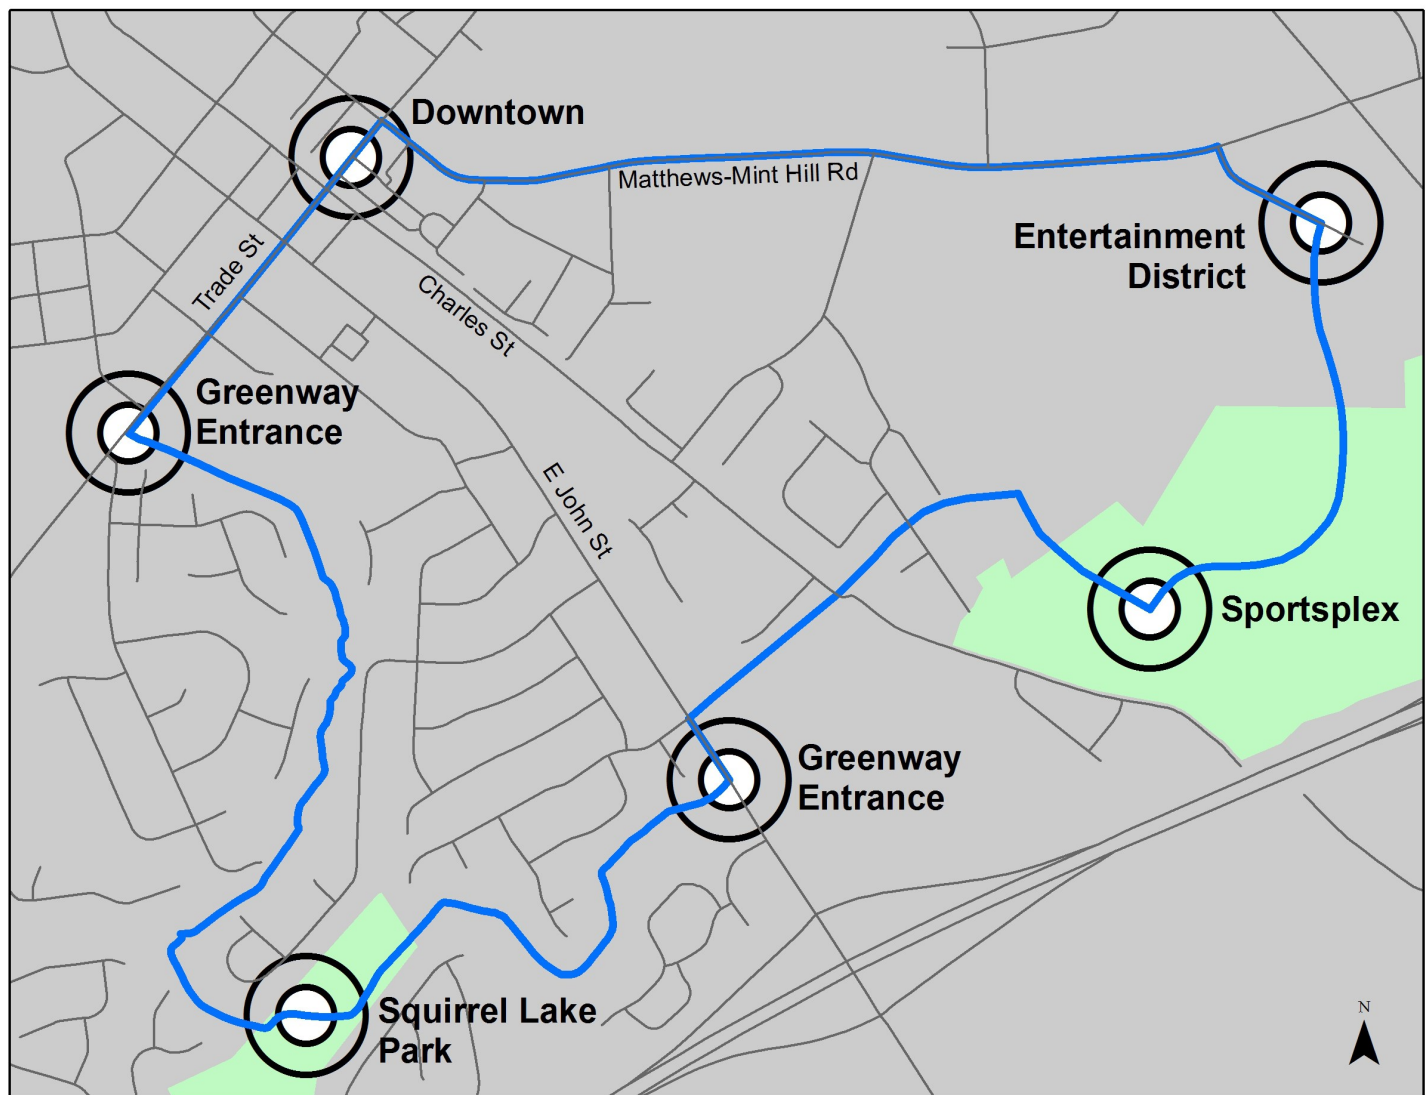 Downtown
Matthews-Mint Hill Rd
Entertainment
District
Trade St
Charles St
Greenway
Entrance
E John St
Sportsplex
Greenway
Entrance
Squirrel Lake
Park
N